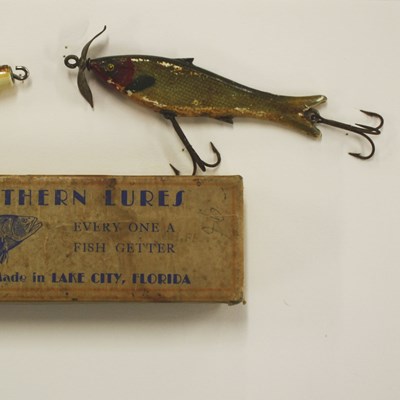 THERN LURES
EVERY ONE A
FISH GETTER
Made in LAKE CITY, FLORIDA